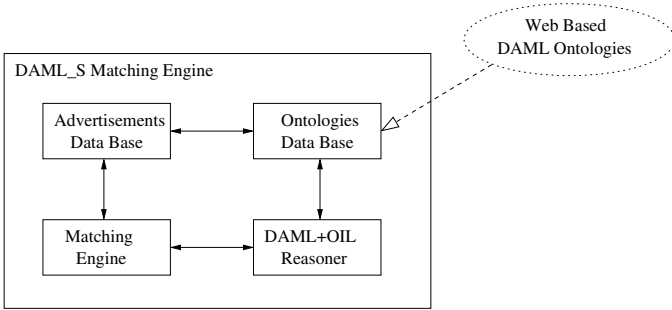 Web Based
DAML Ontologies
DAML_S Matching Engine
Advertisements
Data Base
Ontologies
Data Base
Matching
Engine
DAML+OIL
Reasoner